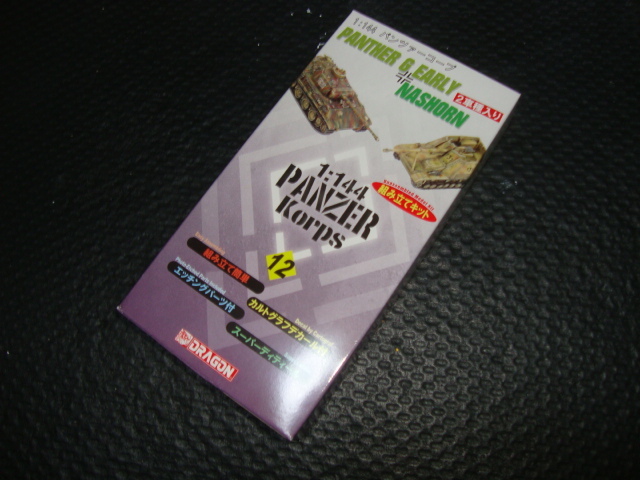 1:144 パンツァーコープ
PANTHER G EARLY
NASHORN
2車種入り
組み立てキット
1:144
PANZER
Korps
12
組み立て簡単
エッチングパーツ付
カルトグラフデカール
スーパーディテール
DRAGON